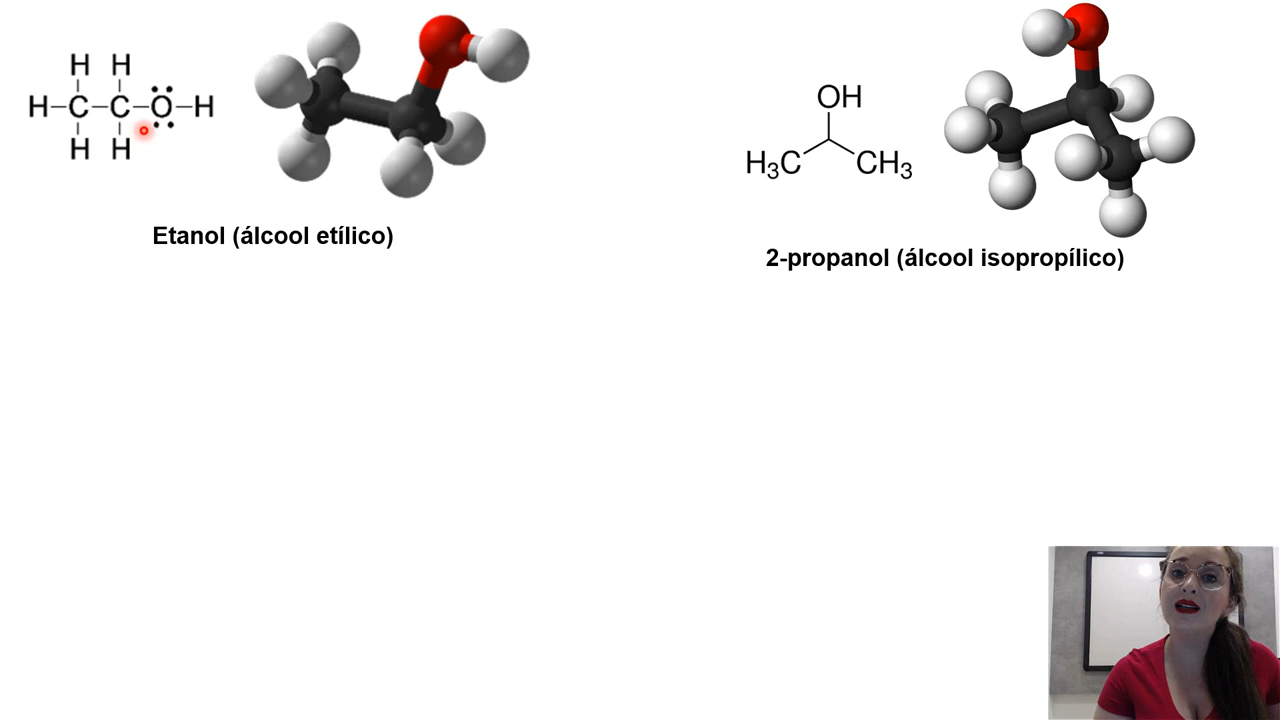 H H
H–C–C–O–H
H H
Etanol (álcool etílico)
OH
H₃C CH₃
2-propanol (álcool isopropílico)